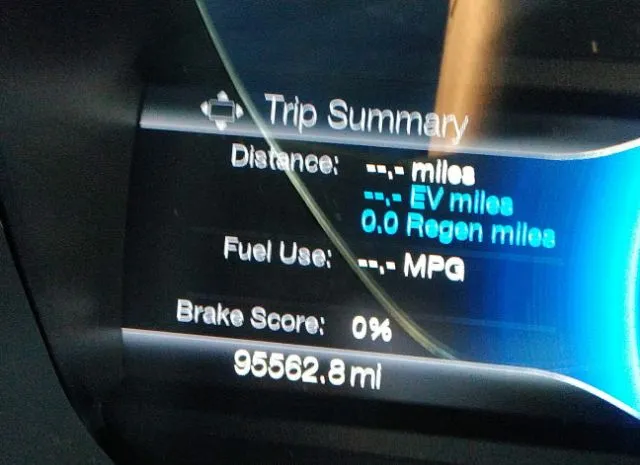 Trip Summary
Distance: --.- miles
--.- EV miles
0.0 Regen miles
Fuel Use: --.- MPG
Brake Score: 0%
95562.8 mi